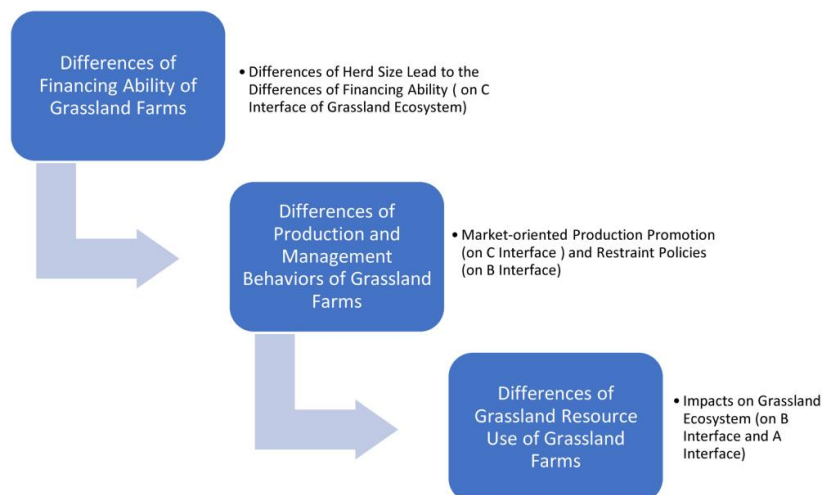 Differences of
Financing Ability of
Grassland Farms
• Differences of Herd Size Lead to the
Differences of Financing Ability ( on C
Interface of Grassland Ecosystem)
Differences of
Production and
Management
Behaviors of Grassland
Farms
• Market-oriented Production Promotion
(on C Interface ) and Restraint Policies
(on B Interface)
Differences of
Grassland Resource
Use of Grassland
Farms
• Impacts on Grassland
Ecosystem (on B
Interface and A
Interface)